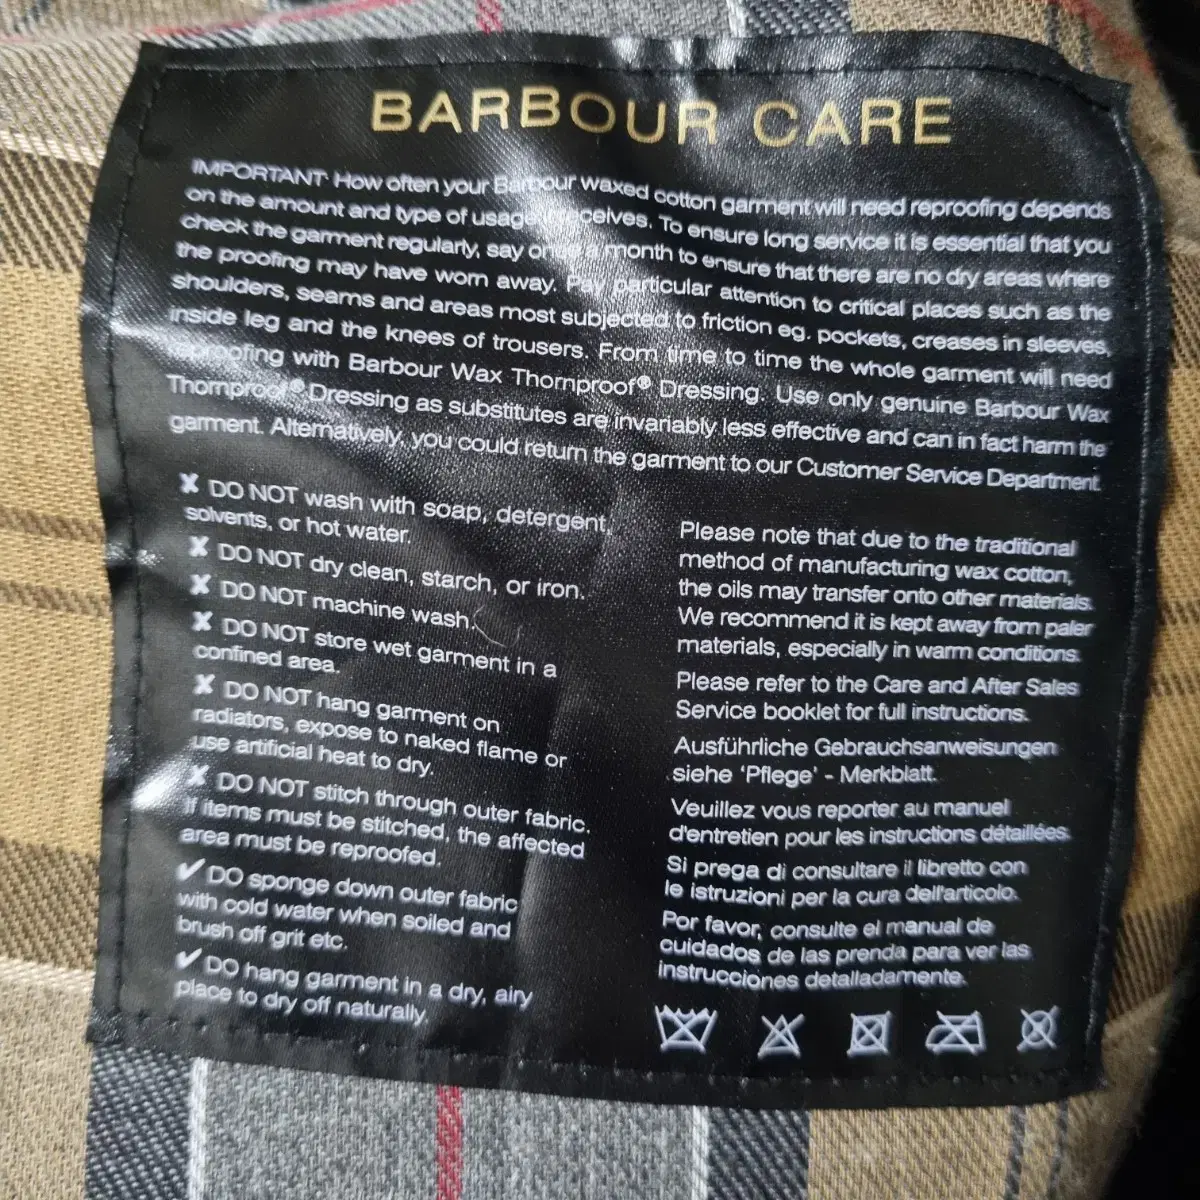 BARBOUR CARE
IMPORTANT: How often your Barbour waxed cotton garment will need reproofing depends
on the amount and type of usage it receives. To ensure long service it is essential that you
check the garment regularly, say once a month to ensure that there are no dry areas where
the proofing may have worn away. Pay particular attention to critical places such as the
shoulders, seams and areas most subjected to friction eg. pockets, creases in sleeves,
inside leg and the knees of trousers. From time to time the whole garment will need
reproofing with Barbour Wax Thornproof® Dressing. Use only genuine Barbour Wax
Thornproof® Dressing as substitutes are invariably less effective and can in fact harm the
garment. Alternatively, you could return the garment to our Customer Service Department.
✘ DO NOT wash with soap, detergent,
solvents, or hot water.
✘ DO NOT dry clean, starch, or iron.
✘ DO NOT machine wash.
✘ DO NOT store wet garment in a
confined area.
✘ DO NOT hang garment on
radiators, expose to naked flame or
use artificial heat to dry.
✘ DO NOT stitch through outer fabric.
If items must be stitched, the affected
area must be reproofed.
✔ DO sponge down outer fabric
with cold water when soiled and
brush off grit etc.
✔ DO hang garment in a dry, airy
place to dry off naturally.
Please note that due to the traditional
method of manufacturing wax cotton,
the oils may transfer onto other materials.
We recommend it is kept away from paler
materials, especially in warm conditions.
Please refer to the Care and After Sales
Service booklet for full instructions.
Ausführliche Gebrauchsanweisungen
siehe 'Pflege' - Merkblatt.
Veuillez vous reporter au manuel
d'entretien pour les instructions détaillées.
Si prega di consultare il libretto con
le istruzioni per la cura dell'articolo.
Por favor, consulte el manual de
cuidados de las prenda para ver las
instrucciones detalladamente.